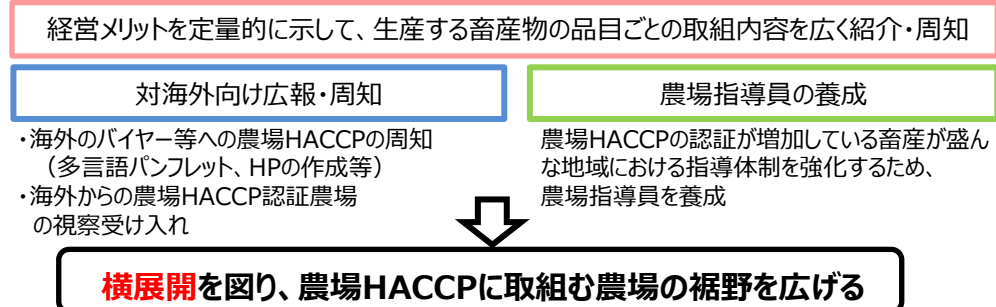 経営メリットを定量的に示して、生産する畜産物の品目ごとの取組内容を広く紹介・周知
対海外向け広報・周知
・海外のバイヤー等への農場HACCPの周知
（多言語パンフレット、HPの作成等）
・海外からの農場HACCP認証農場
の視察受け入れ
農場指導員の養成
農場HACCPの認証が増加している畜産が盛ん
な地域における指導体制を強化するため、
農場指導員を養成
横展開を図り、農場HACCPに取組む農場の裾野を広げる